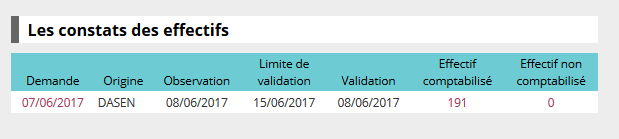 Les constats des effectifs
Limite de Effectif Effectif non
Demande Origine Observation validation Validation comptabilisé comptabilisé
07/06/2017 DASEN 08/06/2017 15/06/2017 08/06/2017 191 0